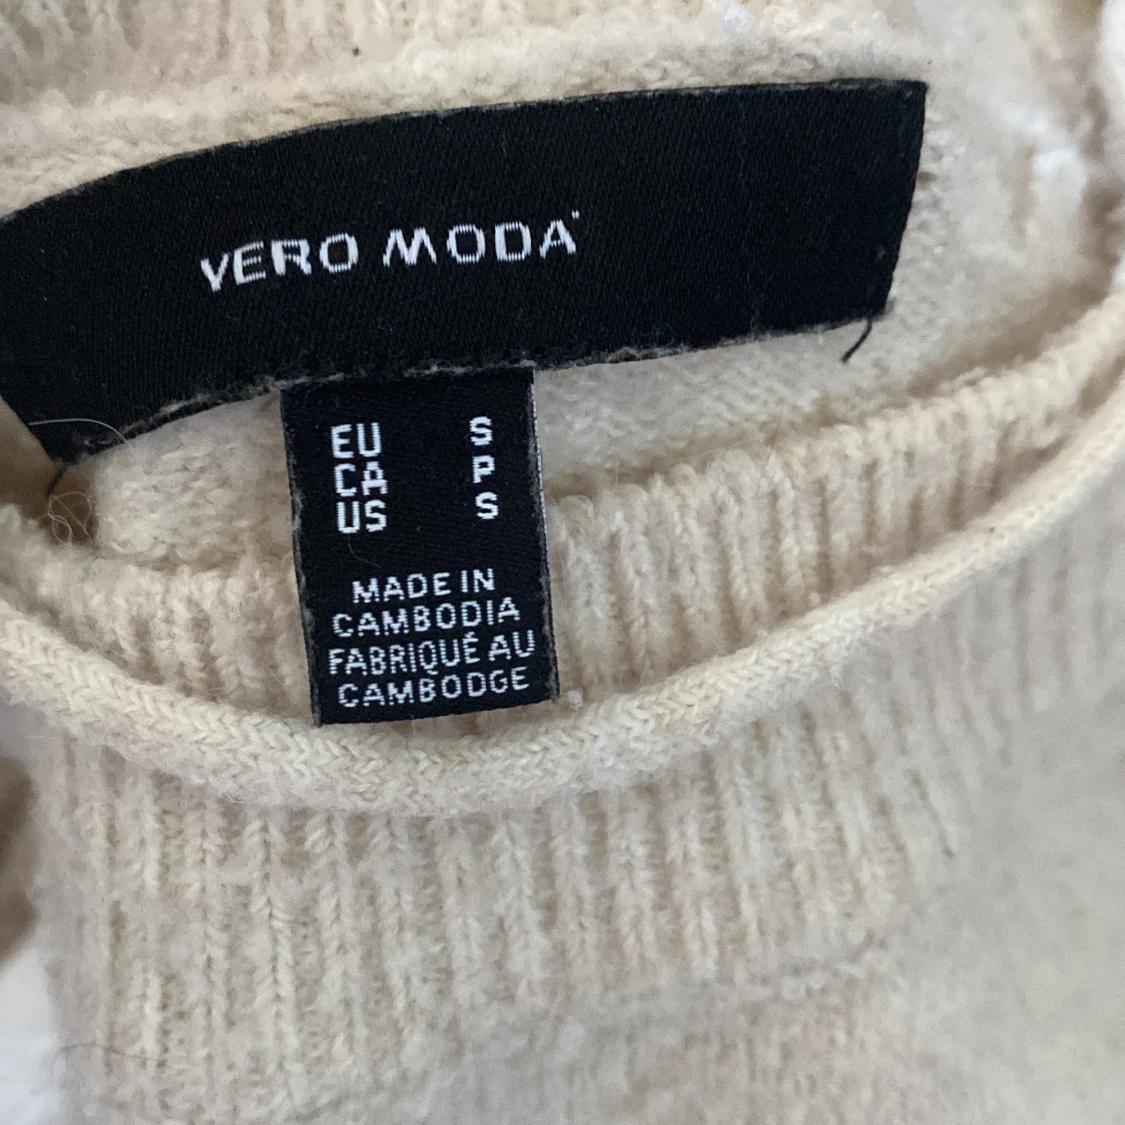 VERO MODA
EU S
CA P
US S
MADE IN
CAMBODIA
FABRIQUÉ AU
CAMBODGE